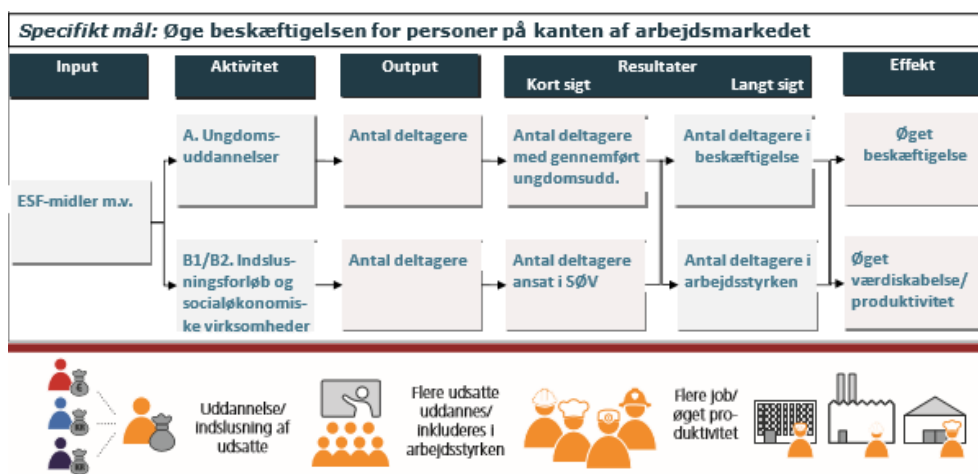 Specifikt mål: Øge beskæftigelsen for personer på kanten af arbejdsmarkedet
Input
Aktivitet
Output
Resultater
Kort sigt
Langt sigt
Effekt
ESF-midler m.v.
A. Ungdoms-
uddannelser
Antal deltagere
Antal deltagere
med gennemført
ungdomsudd.
Antal deltagere i
beskæftigelse
Øget
beskæftigelse
B1/B2. Indslus-
ningsforløb og
socialøkonomis-
ke virksomheder
Antal deltagere
Antal deltagere
ansat i SØV
Antal deltagere i
arbejdsstyrken
Øget
værdiskabelse/
produktivitet
€
KR
KR
Uddannelse/
indslusning af
udsatte
Flere udsatte
uddannes/
inkluderes i
arbejdsstyrken
Flere job/
øget pro-
duktivitet